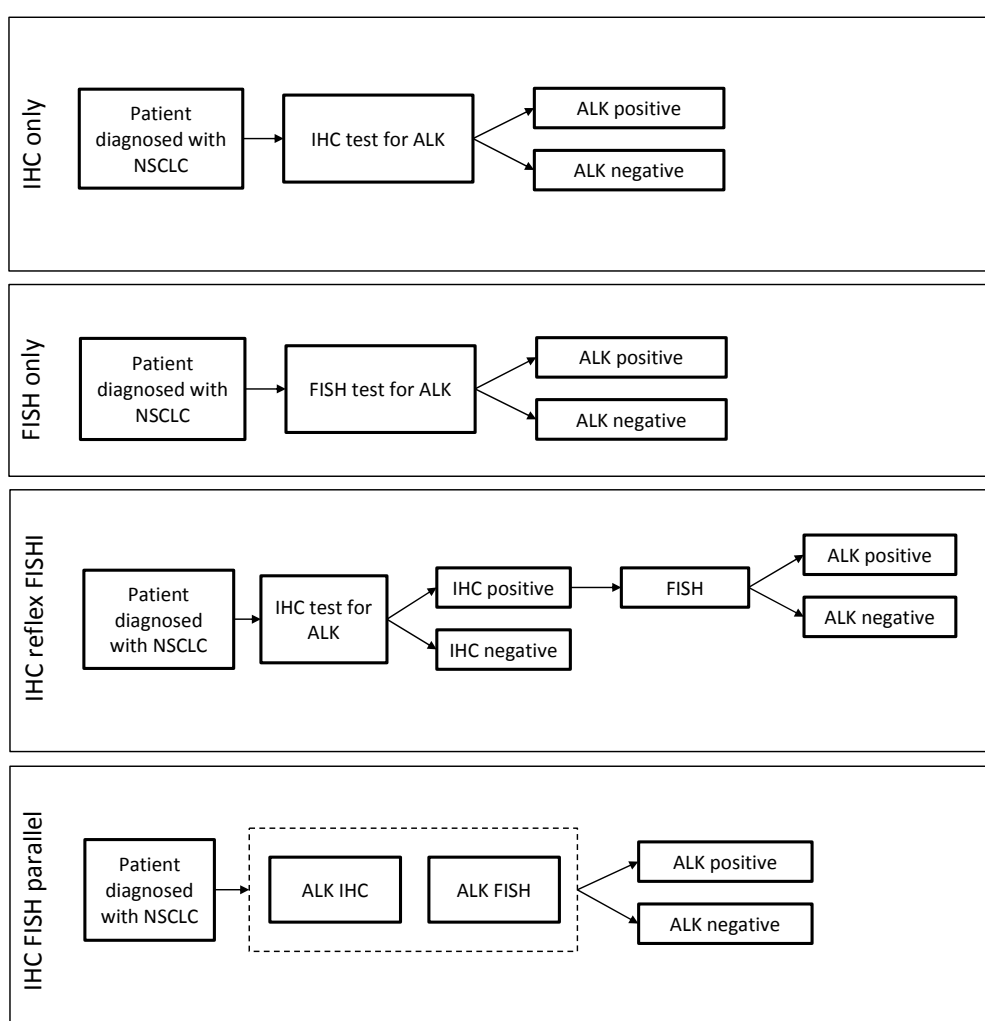 IHC only
Patient
diagnosed with
NSCLC
IHC test for ALK
ALK positive
ALK negative
FISH only
Patient
diagnosed with
NSCLC
FISH test for ALK
ALK positive
ALK negative
IHC reflex FISHI
Patient
diagnosed
with NSCLC
IHC test for
ALK
IHC positive
IHC negative
FISH
ALK positive
ALK negative
IHC FISH parallel
Patient
diagnosed
with NSCLC
ALK IHC
ALK FISH
ALK positive
ALK negative